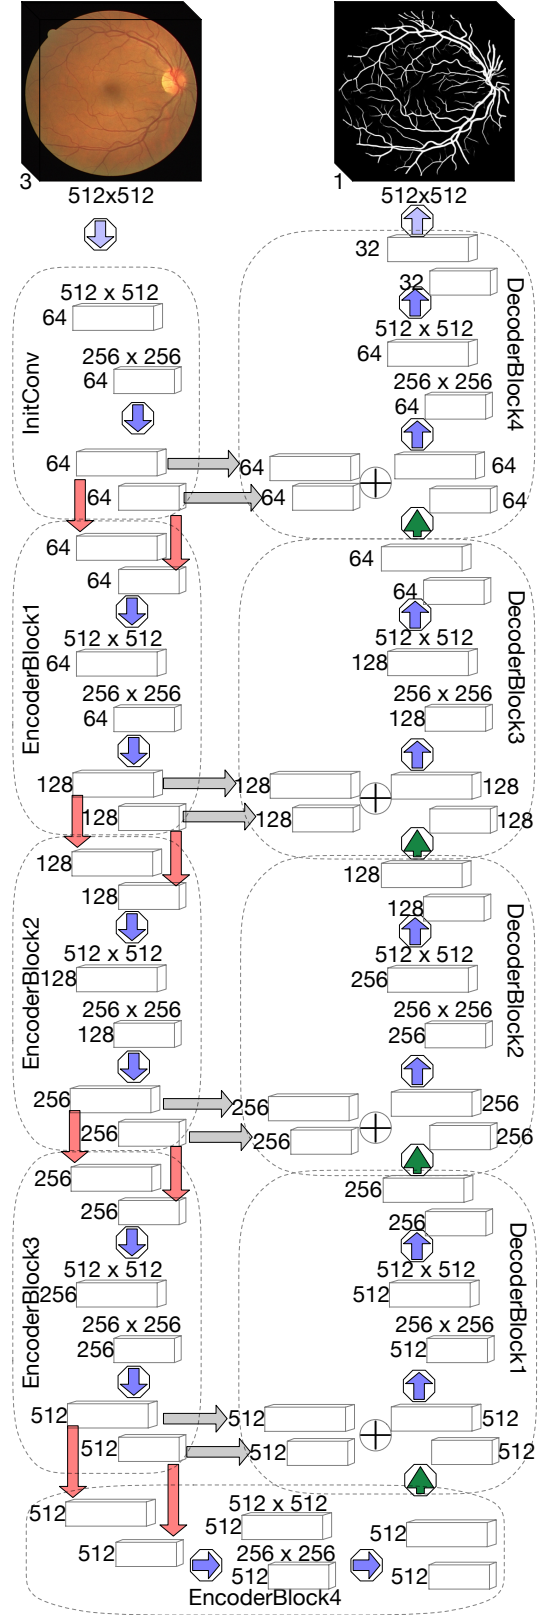 3
512x512
1
512x512
InitConv
512 x 512
64
256 x 256
64
64
64
EncoderBlock1
64
64
512 x 512
64
256 x 256
64
128
128
EncoderBlock2
128
128
512 x 512
128
256 x 256
128
256
256
EncoderBlock3
256
256
512 x 512
256
256 x 256
256
512
512
512
512
512 x 512
512
256 x 256
512
512
512
EncoderBlock4
DecoderBlock1
256
256
512 x 512
512
256 x 256
512
512
512
512
512
DecoderBlock2
128
128
512 x 512
256
256 x 256
256
256
256
256
256
DecoderBlock3
64
64
512 x 512
128
256 x 256
128
128
128
128
128
DecoderBlock4
32
32
512 x 512
64
256 x 256
64
64
64
64
64